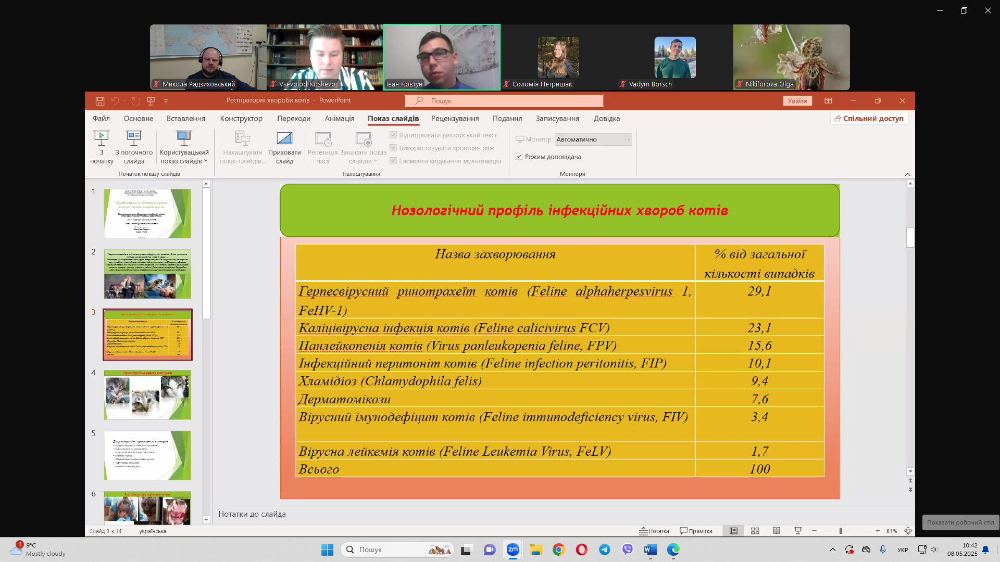 Микола Радзиховський
Vsevolod Koshevoy
Іван Ковтун
Соломія Петришак
Vadym Borsch
Nikiforova Olga
Респіраторні хвороби котів - PowerPoint
Пошук
Увійти
Файл
Основне
Вставлення
Конструктор
Переходи
Анімація
Показ слайдів
Рецензування
Подання
Записування
Довідка
Спільний доступ
З початку
З поточного слайда
Користувацький показ слайдів
Налаштувати показ слайдів...
Приховати слайд
Репетиція часу
Записати показ слайдів
Відтворювати дикторський текст
Використовувати хронометраж
Елементи керування мультимедіа
Монітор:
Автоматично
Режим доповідача
Початок показу слайдів
Налаштування
Монітори
1
2
3
4
Герпесвірусний ринотрахеїт котів
5
6
Каліцівірусна інфекція котів
Нозологічний профіль інфекційних хвороб котів
Назва захворювання
% від загальної
кількості випадків
Герпесвірусний ринотрахеїт котів (Feline alphaherpesvirus 1,
FeHV-1)
29,1
Каліцівірусна інфекція котів (Feline calicivirus FCV)
23,1
Панлейкопенія котів (Virus panleukopenia feline, FPV)
15,6
Інфекційний перитоніт котів (Feline infection peritonitis, FIP)
10,1
Хламідіоз (Chlamydophila felis)
9,4
Дерматомікози
7,6
Вірусний імунодефіцит котів (Feline immunodeficiency virus, FIV)
3,4
Вірусна лейкемія котів (Feline Leukemia Virus, FeLV)
1,7
Всього
100
Нотатки до слайда
Показати робочий стіл
Слайд 3 з 14
українська
Нотатки
Примітки
81%
1
9°C
Mostly cloudy
Пошук
zm
УКР
10:42
08.05.2025